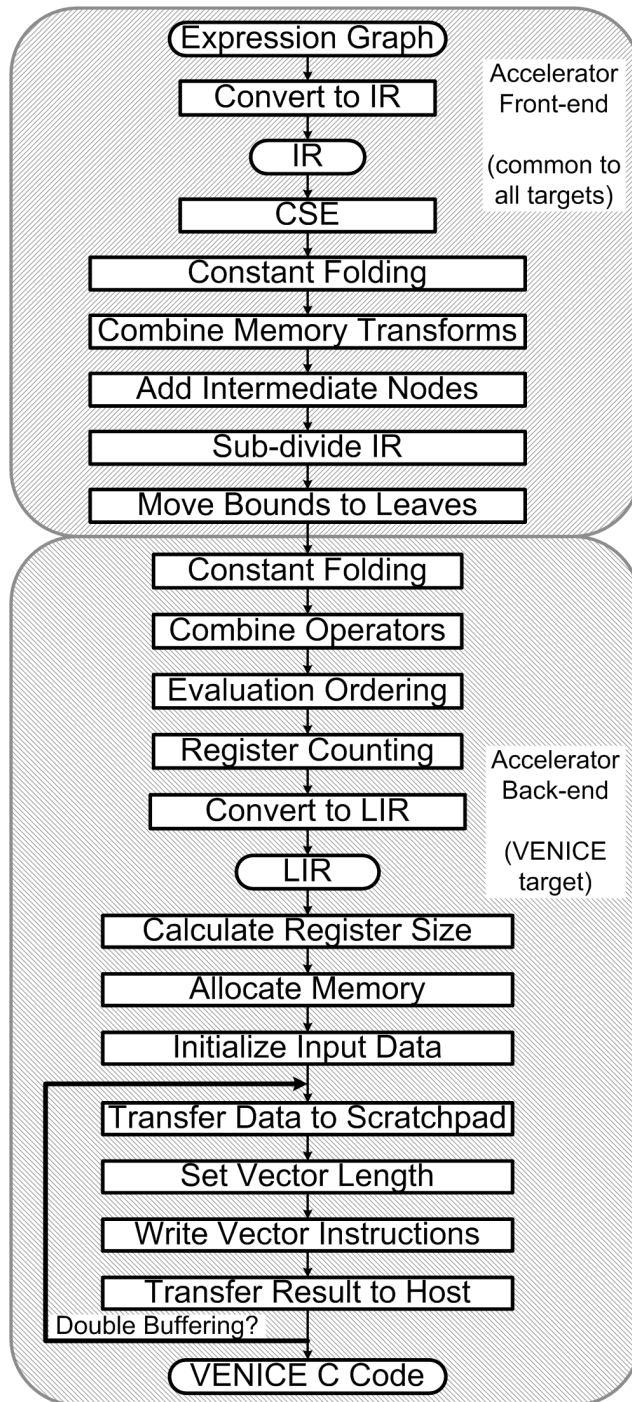 Expression Graph
Convert to IR
IR
CSE
Constant Folding
Combine Memory Transforms
Add Intermediate Nodes
Sub-divide IR
Move Bounds to Leaves
Accelerator
Front-end
(common to
all targets)
Constant Folding
Combine Operators
Evaluation Ordering
Register Counting
Convert to LIR
LIR
Calculate Register Size
Allocate Memory
Initialize Input Data
Transfer Data to Scratchpad
Set Vector Length
Write Vector Instructions
Transfer Result to Host
Double Buffering?
VENICE C Code
Accelerator
Back-end
(VENICE
target)